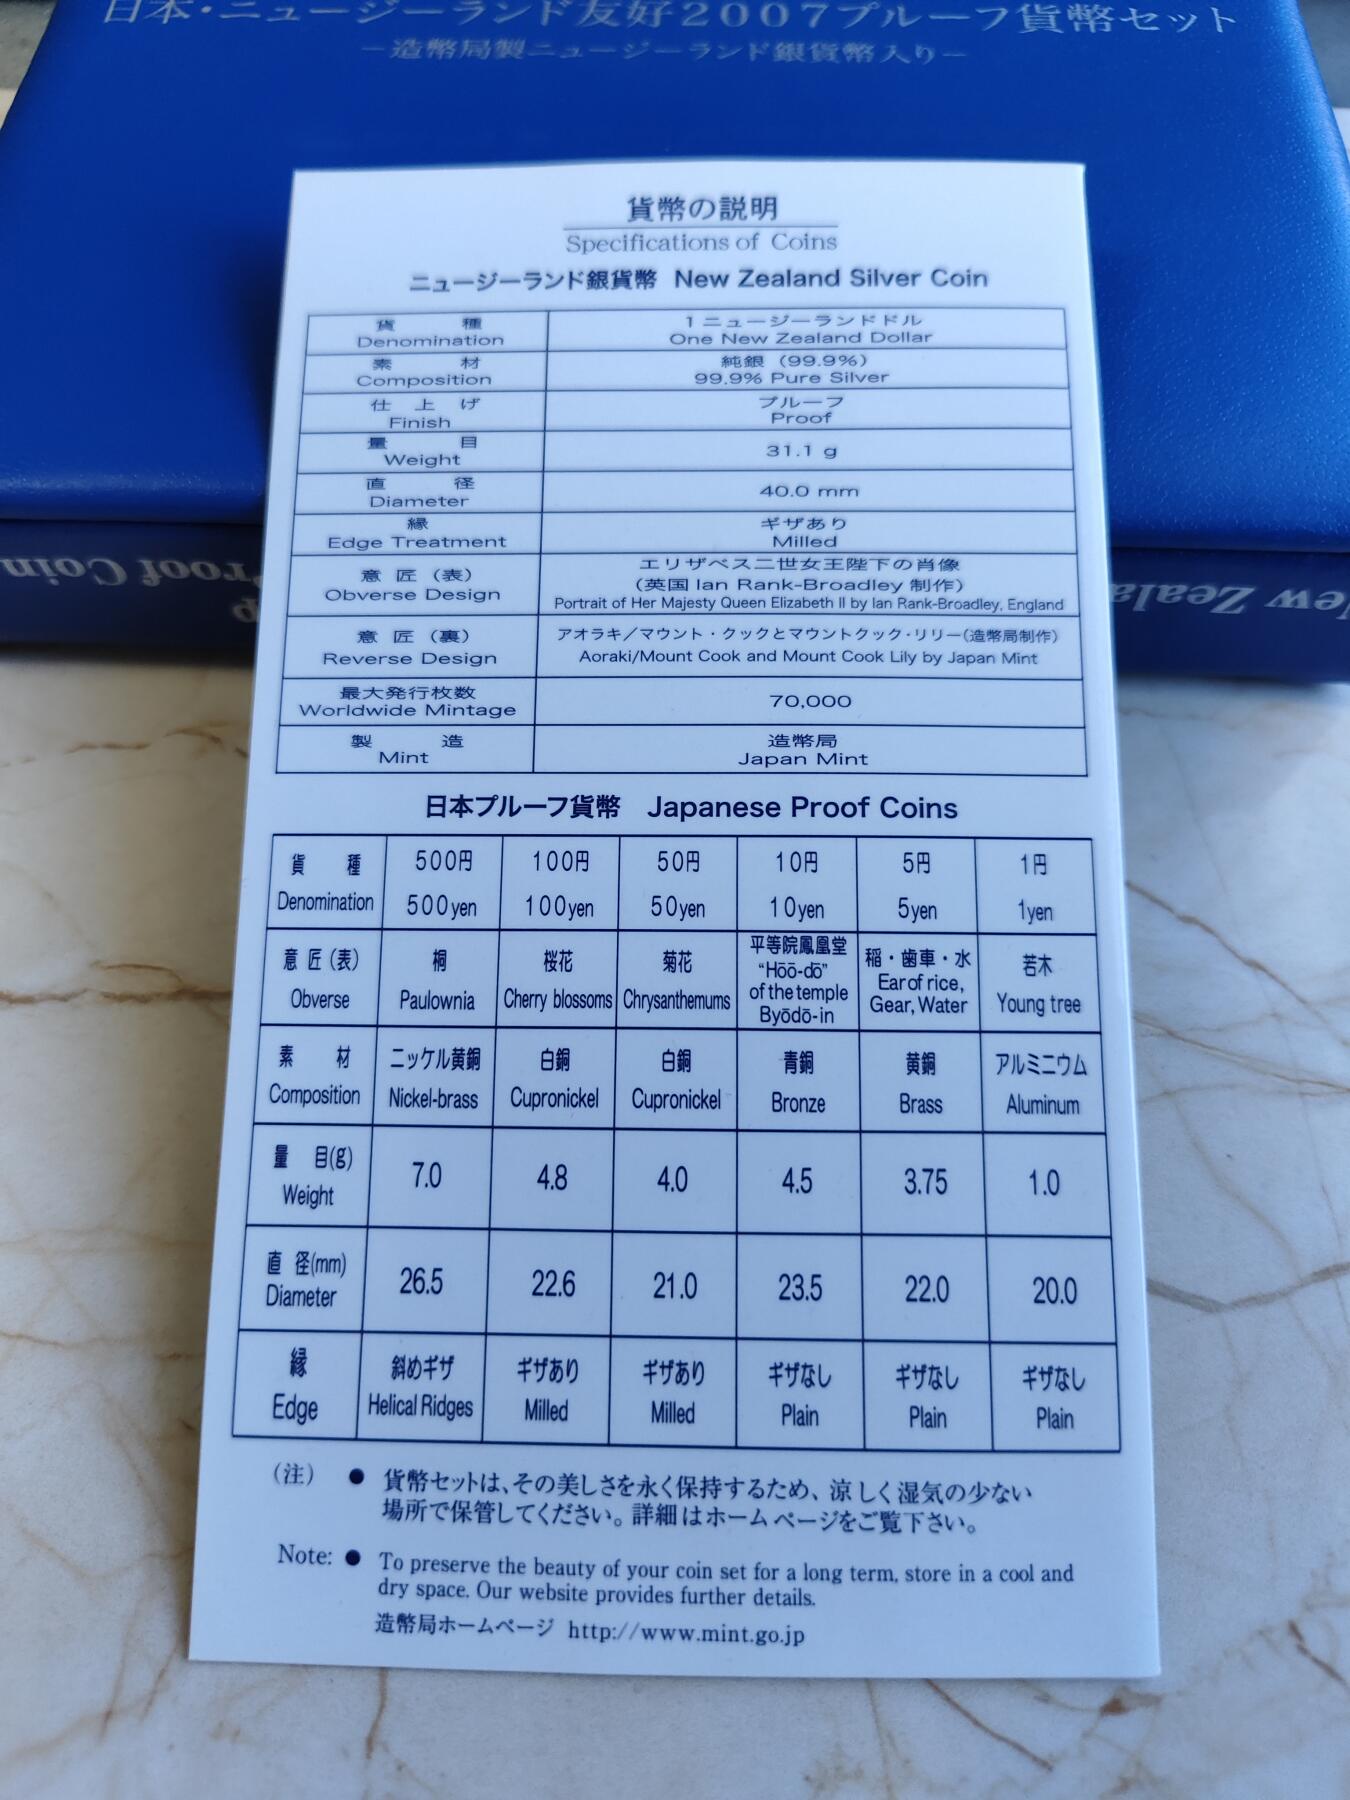 日本・ニュージーランド友好2007プルーフ貨幣セット
－造幣局製ニュージーランド銀貨幣入り－
貨幣の説明
Specifications of Coins
ニュージーランド銀貨幣 New Zealand Silver Coin
貨種 1ニュージーランドドル
Denomination One New Zealand Dollar
素材 純銀（99.9%）
Composition 99.9% Pure Silver
仕上げ プルーフ
Finish Proof
量目 31.1 g
Weight
直径 40.0 mm
Diameter
縁 ギザあり
Edge Treatment Milled
意匠（表） エリザベス二世女王陛下の肖像
（英国 Ian Rank-Broadley 制作）
Obverse Design Portrait of Her Majesty Queen Elizabeth II by Ian Rank-Broadley, England
意匠（裏） アオラキ／マウント・クックとマウントクック・リリー（造幣局制作）
Reverse Design Aoraki/Mount Cook and Mount Cook Lily by Japan Mint
最大発行枚数 70,000
Worldwide Mintage
製造 造幣局
Mint Japan Mint
日本プルーフ貨幣 Japanese Proof Coins
貨種 500円 100円 50円 10円 5円 1円
Denomination 500yen 100yen 50yen 10yen 5yen 1yen
意匠（表） 桐 桜花 菊花 平等院鳳凰堂 稲・歯車・水 若木
Obverse Paulownia Cherry blossoms Chrysanthemums "Hōō-dō" of the temple Byōdō-in Ear of rice, Gear, Water Young tree
素材 ニッケル黄銅 白銅 白銅 青銅 黄銅 アルミニウム
Composition Nickel-brass Cupronickel Cupronickel Bronze Brass Aluminum
量目(g) 7.0 4.8 4.0 4.5 3.75 1.0
Weight
直径(mm) 26.5 22.6 21.0 23.5 22.0 20.0
Diameter
縁 斜めギザ ギザあり ギザあり ギザなし ギザなし ギザなし
Edge Helical Ridges Milled Milled Plain Plain Plain
（注） ● 貨幣セットは、その美しさを永く保持するため、涼しく湿気の少ない
場所で保管してください。詳細はホームページをご覧下さい。
Note: ● To preserve the beauty of your coin set for a long term, store in a cool and
dry space. Our website provides further details.
造幣局ホームページ http://www.mint.go.jp
New Zeala
p
Proof Coin